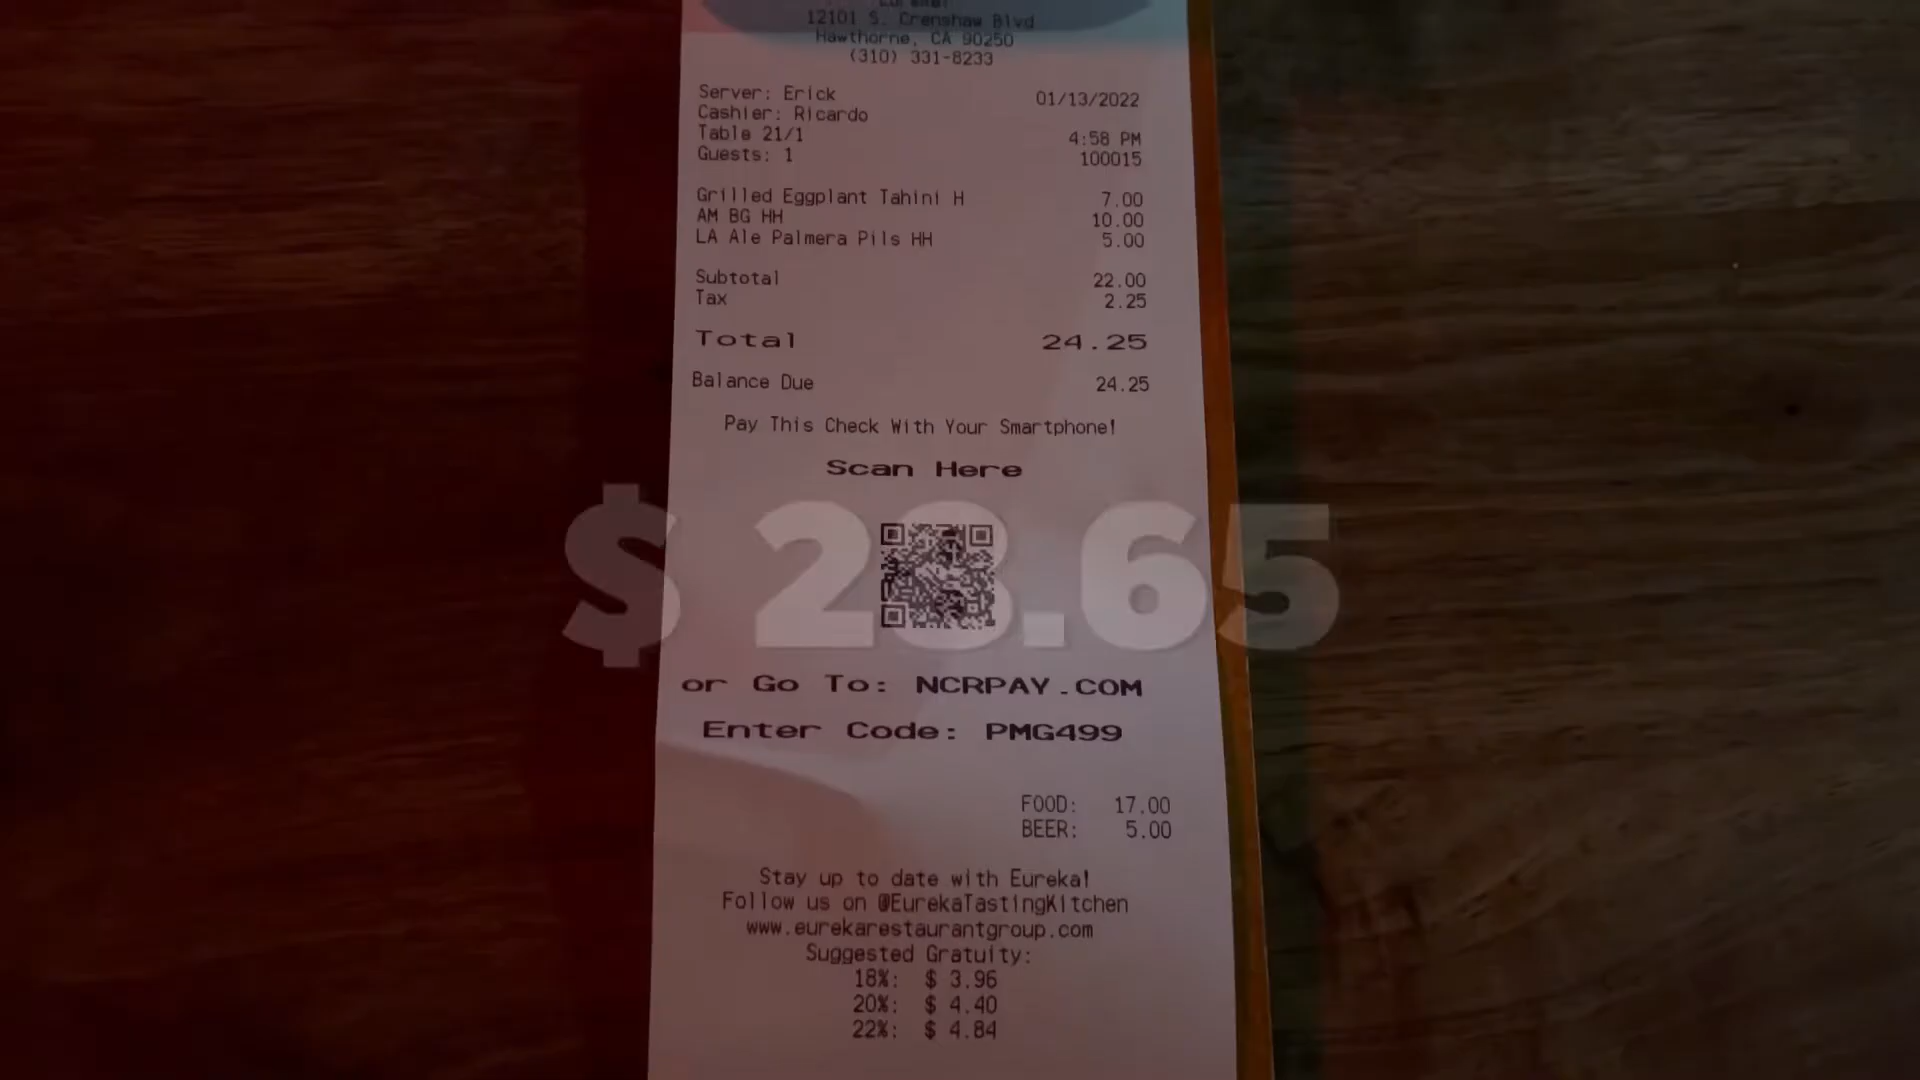 Eureka!
12101 S. Crenshaw Blvd
Hawthorne, CA 90250
(310) 331-8233
Server: Erick 01/13/2022
Cashier: Ricardo
Table 21/1 4:58 PM
Guests: 1 100015
Grilled Eggplant Tahini H 7.00
AM BG HH 10.00
LA Ale Palmera Pils HH 5.00
Subtotal 22.00
Tax 2.25
Total 24.25
Balance Due 24.25
Pay This Check With Your Smartphone!
Scan Here
$ 28.65
or Go To: NCRPAY.COM
Enter Code: PMG499
FOOD: 17.00
BEER: 5.00
Stay up to date with Eureka!
Follow us on @EurekaTastingKitchen
www.eurekarestaurantgroup.com
Suggested Gratuity:
18%: $ 3.96
20%: $ 4.40
22%: $ 4.84